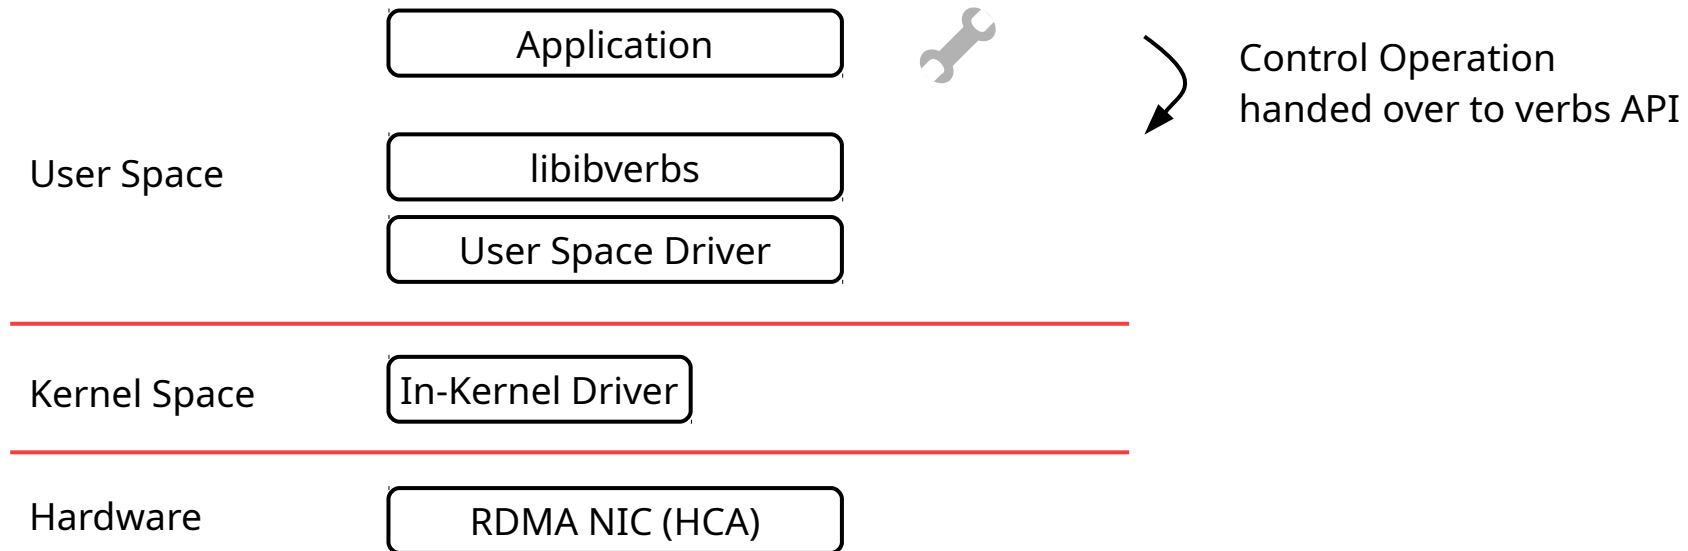 Application
Control Operation
handed over to verbs API
User Space
libibverbs
User Space Driver
Kernel Space
In-Kernel Driver
Hardware
RDMA NIC (HCA)